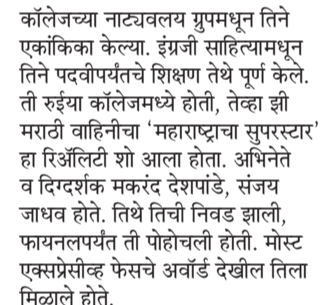 कॉलेजच्या नाट्यवलय ग्रुपमधून तिने
एकांकिका केल्या. इंग्रजी साहित्यामधून
तिने पदवीपर्यंतचे शिक्षण तेथे पूर्ण केले.
ती रुईया कॉलेजमध्ये होती, तेव्हा झी
मराठी वाहिनीचा ‘महाराष्ट्राचा सुपरस्टार’
हा रिॲलिटी शो आला होता. अभिनेते
व दिग्दर्शक मकरंद देशपांडे, संजय
जाधव होते. तिथे तिची निवड झाली,
फायनलपर्यंत ती पोहोचली होती. मोस्ट
एक्सप्रेसीव्ह फेसचे अवॉर्ड देखील तिला
मिळाले होते.